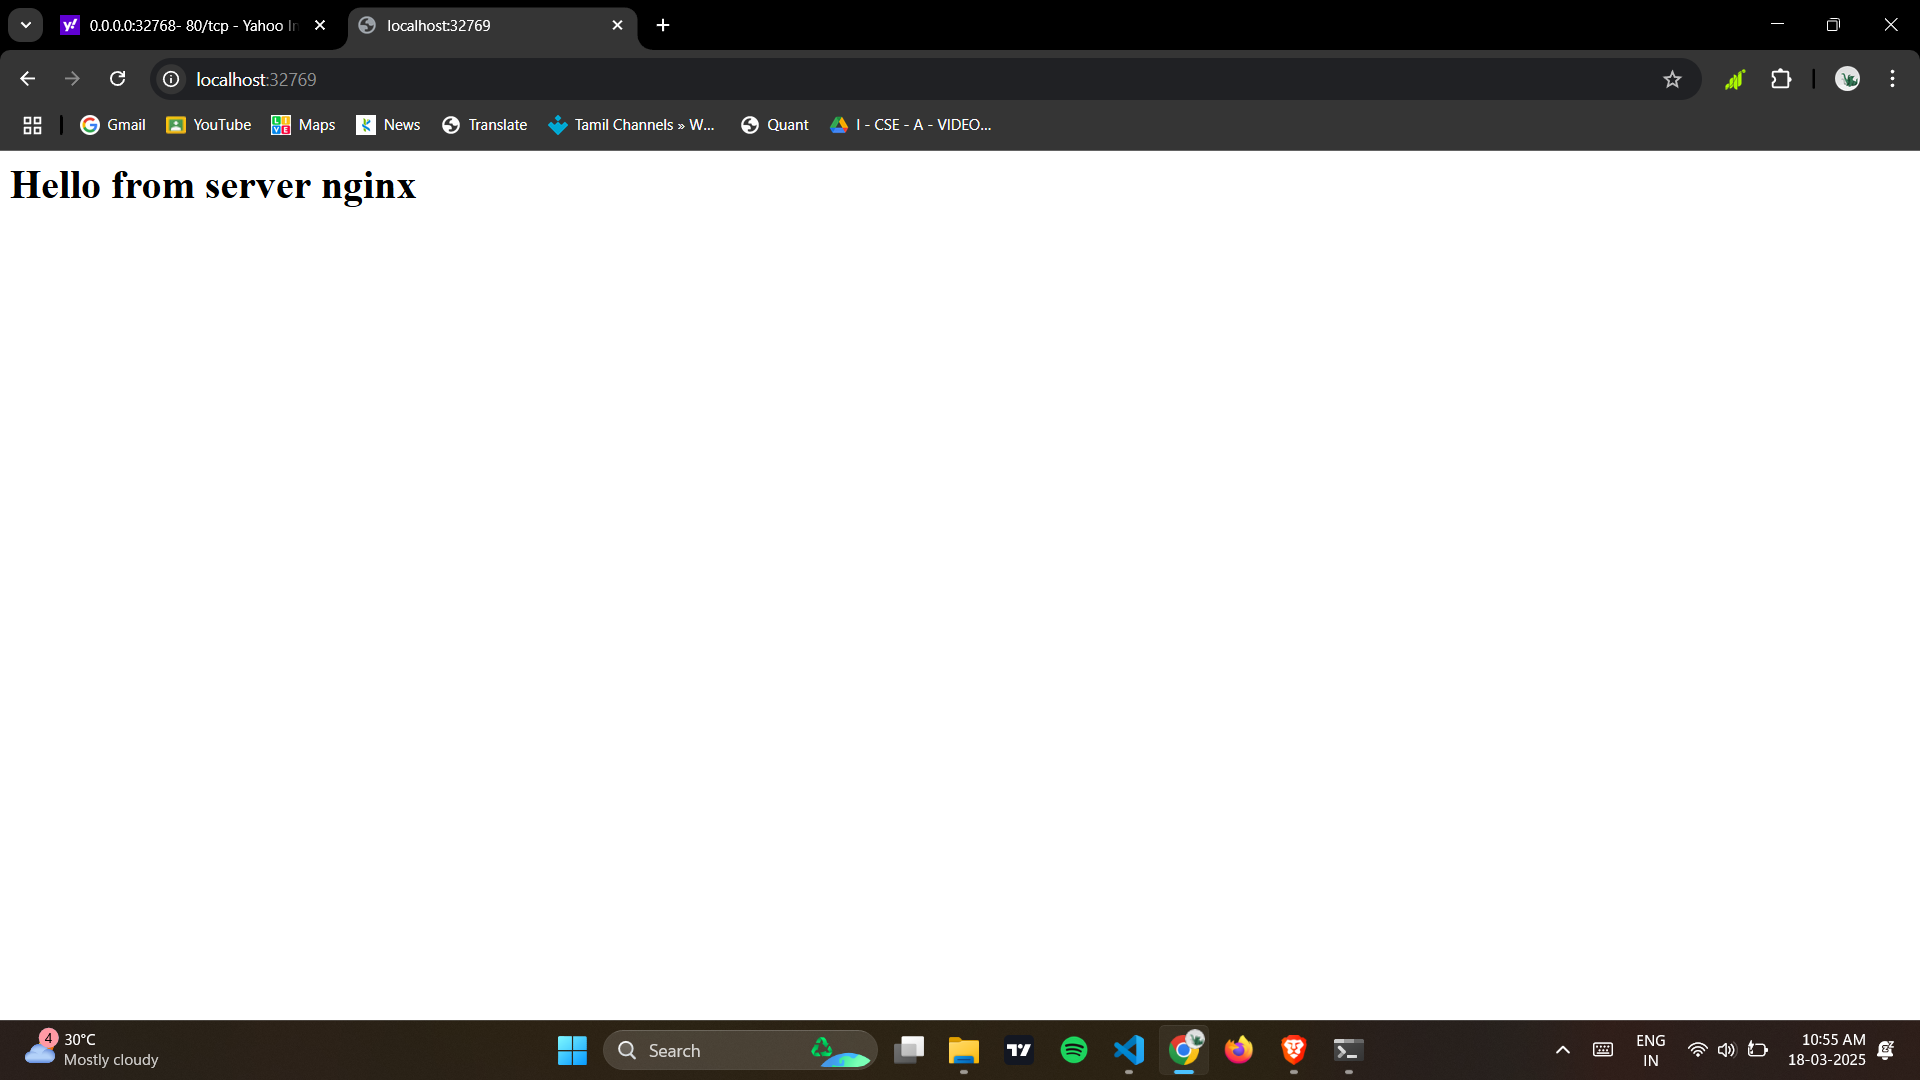 0.0.0.0:32768- 80/tcp - Yahoo In
localhost:32769
localhost:32769
Gmail
YouTube
Maps
News
Translate
Tamil Channels » W...
Quant
I - CSE - A - VIDEO...
Hello from server nginx
4
30°C
Mostly cloudy
Search
ENG
IN
10:55 AM
18-03-2025